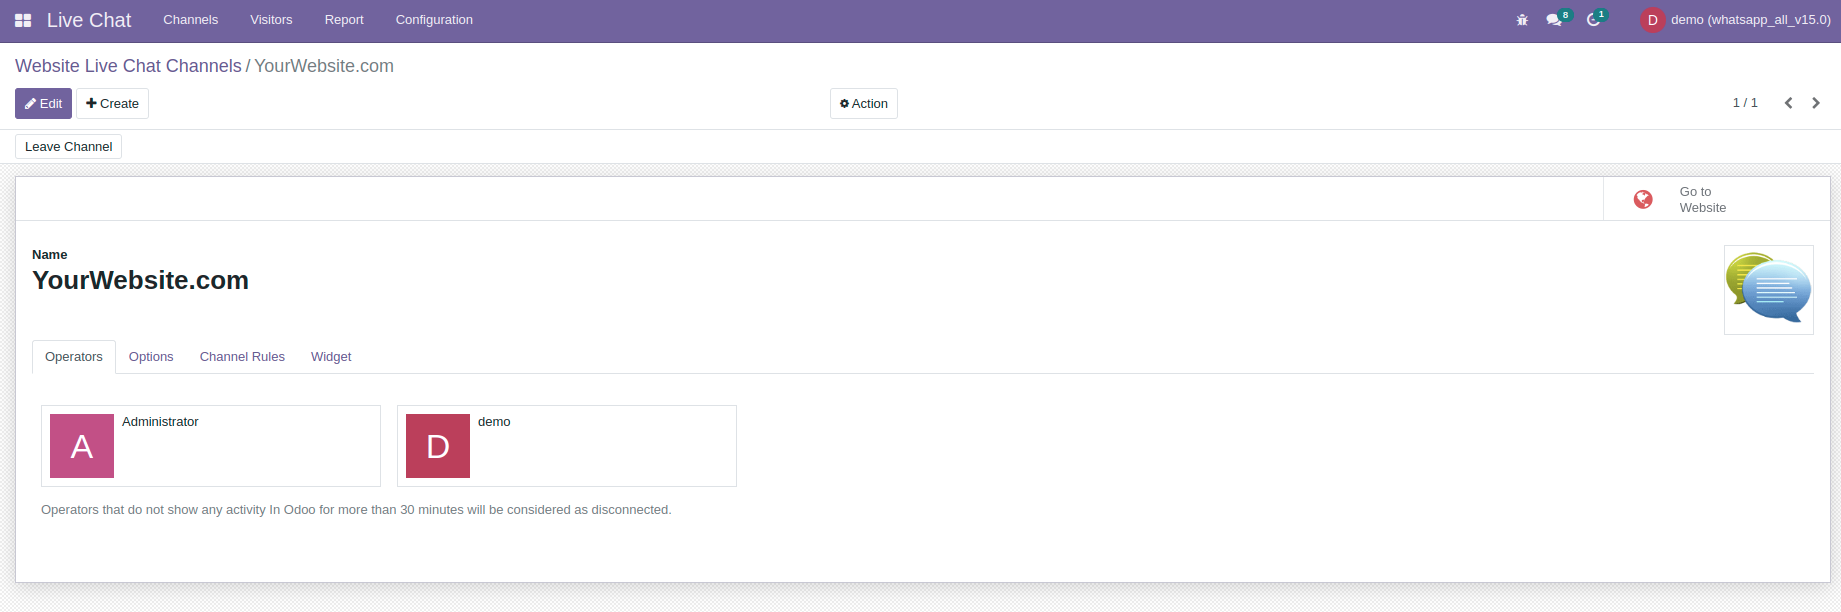 Live Chat Channels Visitors Report Configuration 8 1 D demo (whatsapp_all_v15.0)
Website Live Chat Channels / YourWebsite.com
Edit Create Action 1 / 1
Leave Channel
Go to
Website
Name
YourWebsite.com
Operators Options Channel Rules Widget
A Administrator D demo
Operators that do not show any activity In Odoo for more than 30 minutes will be considered as disconnected.